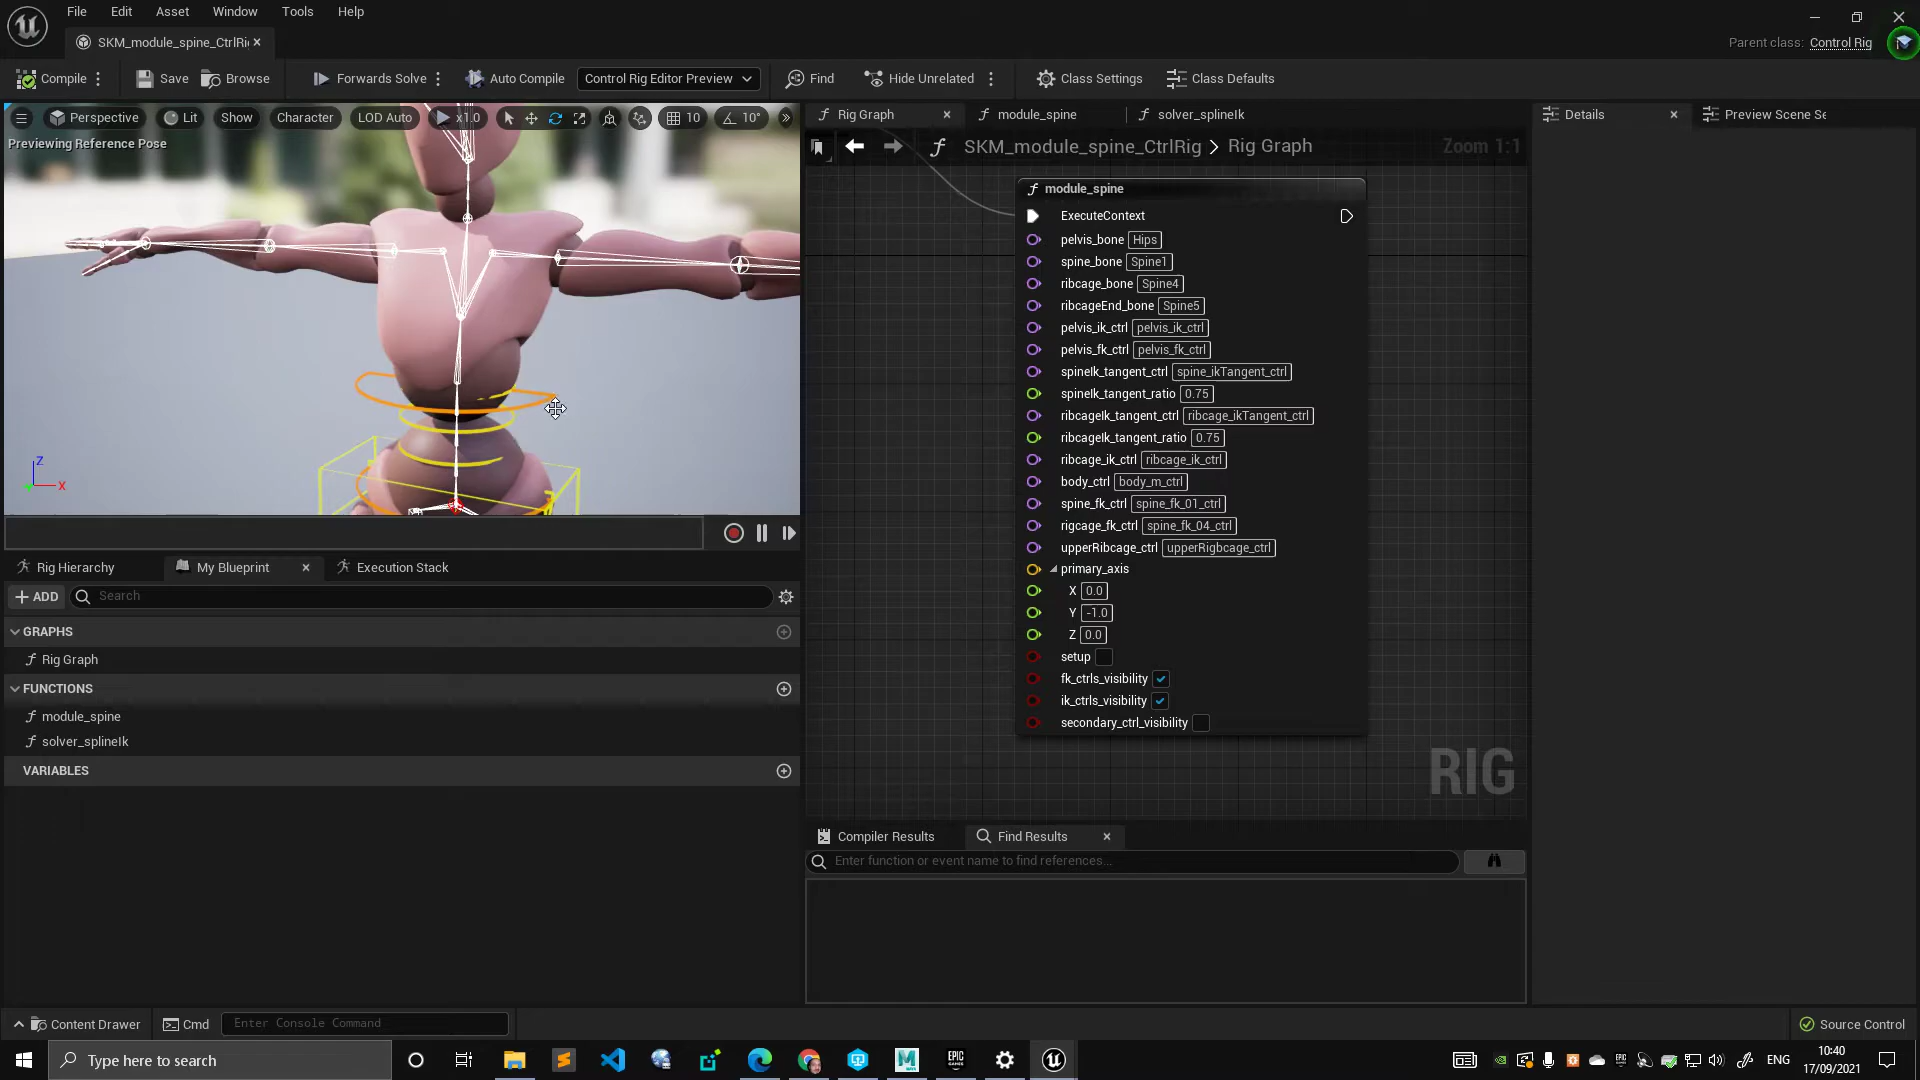 File Edit Asset Window Tools Help
SKM_module_spine_CtrlRi
Parent class: Control Rig
Compile Save Browse Forwards Solve Auto Compile Control Rig Editor Preview Find Hide Unrelated Class Settings Class Defaults
Perspective Lit Show Character LOD Auto x1.0 10 10°
Previewing Reference Pose
Z
X
Rig Graph module_spine solver_splineIk
SKM_module_spine_CtrlRig > Rig Graph Zoom 1:1
module_spine
ExecuteContext
pelvis_bone Hips
spine_bone Spine1
ribcage_bone Spine4
ribcageEnd_bone Spine5
pelvis_ik_ctrl pelvis_ik_ctrl
pelvis_fk_ctrl pelvis_fk_ctrl
spineIk_tangent_ctrl spine_ikTangent_ctrl
spineIk_tangent_ratio 0.75
ribcageIk_tangent_ctrl ribcage_ikTangent_ctrl
ribcageIk_tangent_ratio 0.75
ribcage_ik_ctrl ribcage_ik_ctrl
body_ctrl body_m_ctrl
spine_fk_ctrl spine_fk_01_ctrl
rigcage_fk_ctrl spine_fk_04_ctrl
upperRibcage_ctrl upperRigbcage_ctrl
primary_axis
X 0.0
Y -1.0
Z 0.0
setup
fk_ctrls_visibility
ik_ctrls_visibility
secondary_ctrl_visibility
RIG
Details Preview Scene Se
Rig Hierarchy My Blueprint Execution Stack
ADD Search
GRAPHS
Rig Graph
FUNCTIONS
module_spine
solver_splineIk
VARIABLES
Compiler Results Find Results
Enter function or event name to find references...
Content Drawer Cmd Enter Console Command Source Control
Type here to search
EPIC GAMES
ENG
10:40
17/09/2021